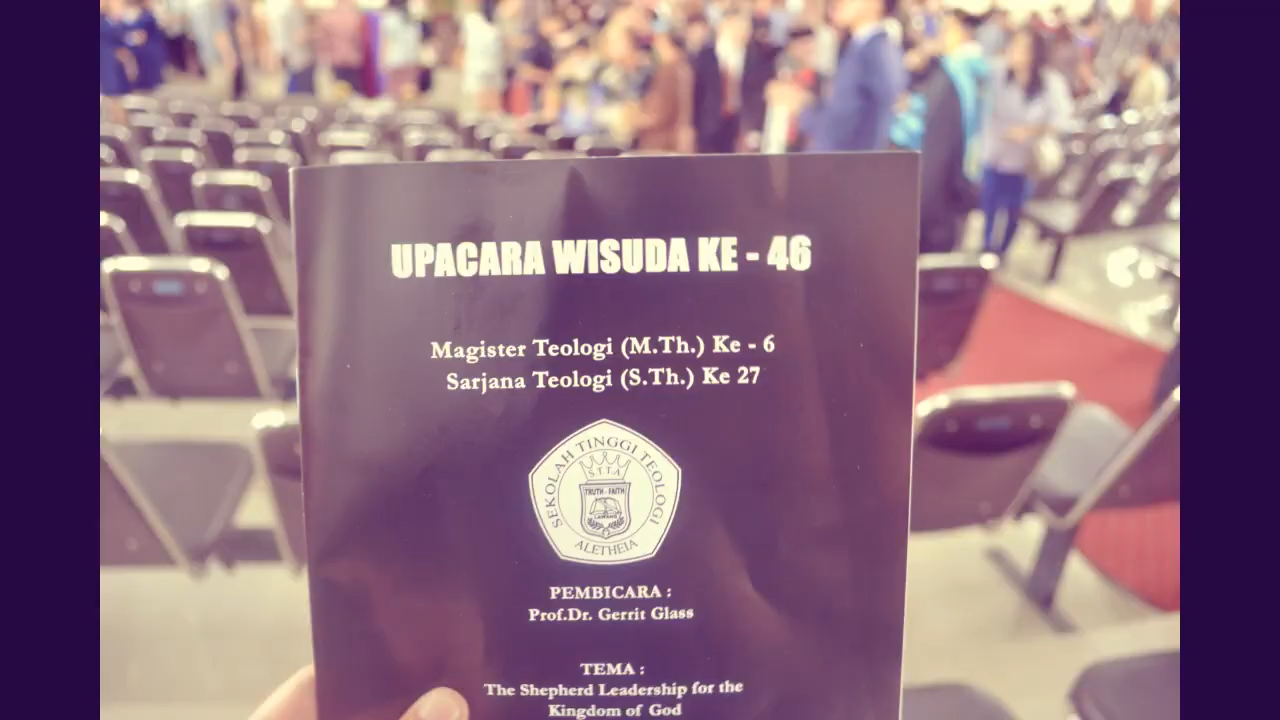 UPACARA WISUDA KE - 46
Magister Teologi (M.Th.) Ke - 6
Sarjana Teologi (S.Th.) Ke 27
SEKOLAH TINGGI TEOLOGI
S.T.T.A
TRUTH - FAITH
LAWANG
ALETHEIA
PEMBICARA :
Prof.Dr. Gerrit Glass
TEMA :
The Shepherd Leadership for the
Kingdom of God